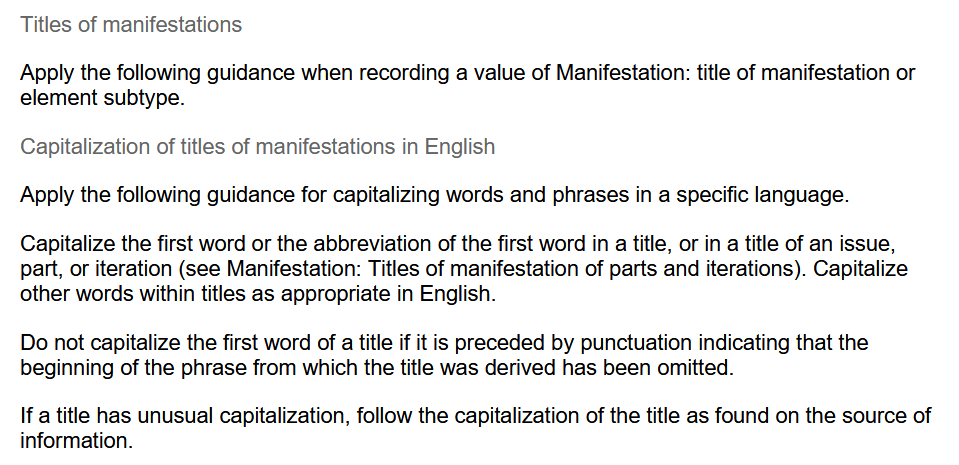 Titles of manifestations
Apply the following guidance when recording a value of Manifestation: title of manifestation or
element subtype.
Capitalization of titles of manifestations in English
Apply the following guidance for capitalizing words and phrases in a specific language.
Capitalize the first word or the abbreviation of the first word in a title, or in a title of an issue,
part, or iteration (see Manifestation: Titles of manifestation of parts and iterations). Capitalize
other words within titles as appropriate in English.
Do not capitalize the first word of a title if it is preceded by punctuation indicating that the
beginning of the phrase from which the title was derived has been omitted.
If a title has unusual capitalization, follow the capitalization of the title as found on the source of
information.